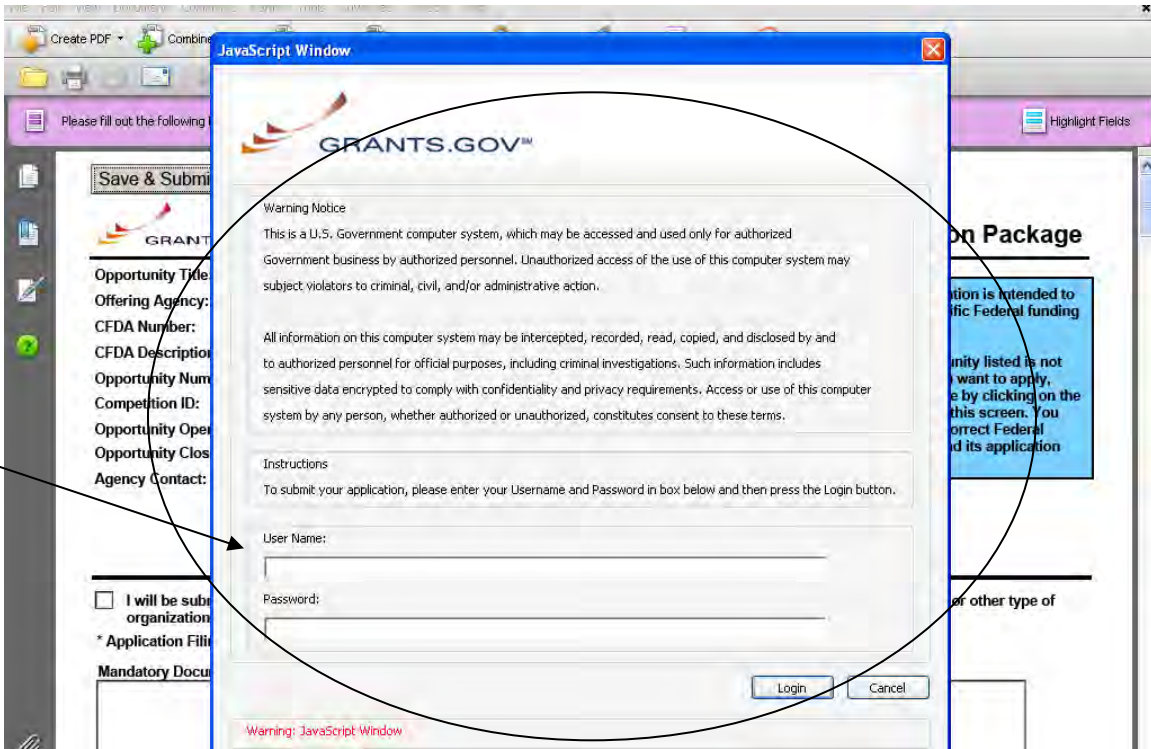 Create PDF
Combine
JavaScript Window
Please fill out the following
Highlight Fields
GRANTS.GOV℠
Save & Submi
GRANT
on Package
Warning Notice
This is a U.S. Government computer system, which may be accessed and used only for authorized
Government business by authorized personnel. Unauthorized access of the use of this computer system may
subject violators to criminal, civil, and/or administrative action.
All information on this computer system may be intercepted, recorded, read, copied, and disclosed by and
to authorized personnel for official purposes, including criminal investigations. Such information includes
sensitive data encrypted to comply with confidentiality and privacy requirements. Access or use of this computer
system by any person, whether authorized or unauthorized, constitutes consent to these terms.
Opportunity Title
Offering Agency:
CFDA Number:
CFDA Description
Opportunity Num
Competition ID:
Opportunity Oper
Opportunity Clos
Agency Contact:
tion is intended to
ific Federal funding
unity listed is not
want to apply,
e by clicking on the
this screen. You
orrect Federal
d its application
Instructions
To submit your application, please enter your Username and Password in box below and then press the Login button.
User Name:
Password:
I will be subr
organization
or other type of
* Application Filin
Mandatory Docu
Login
Cancel
Warning: JavaScript Window